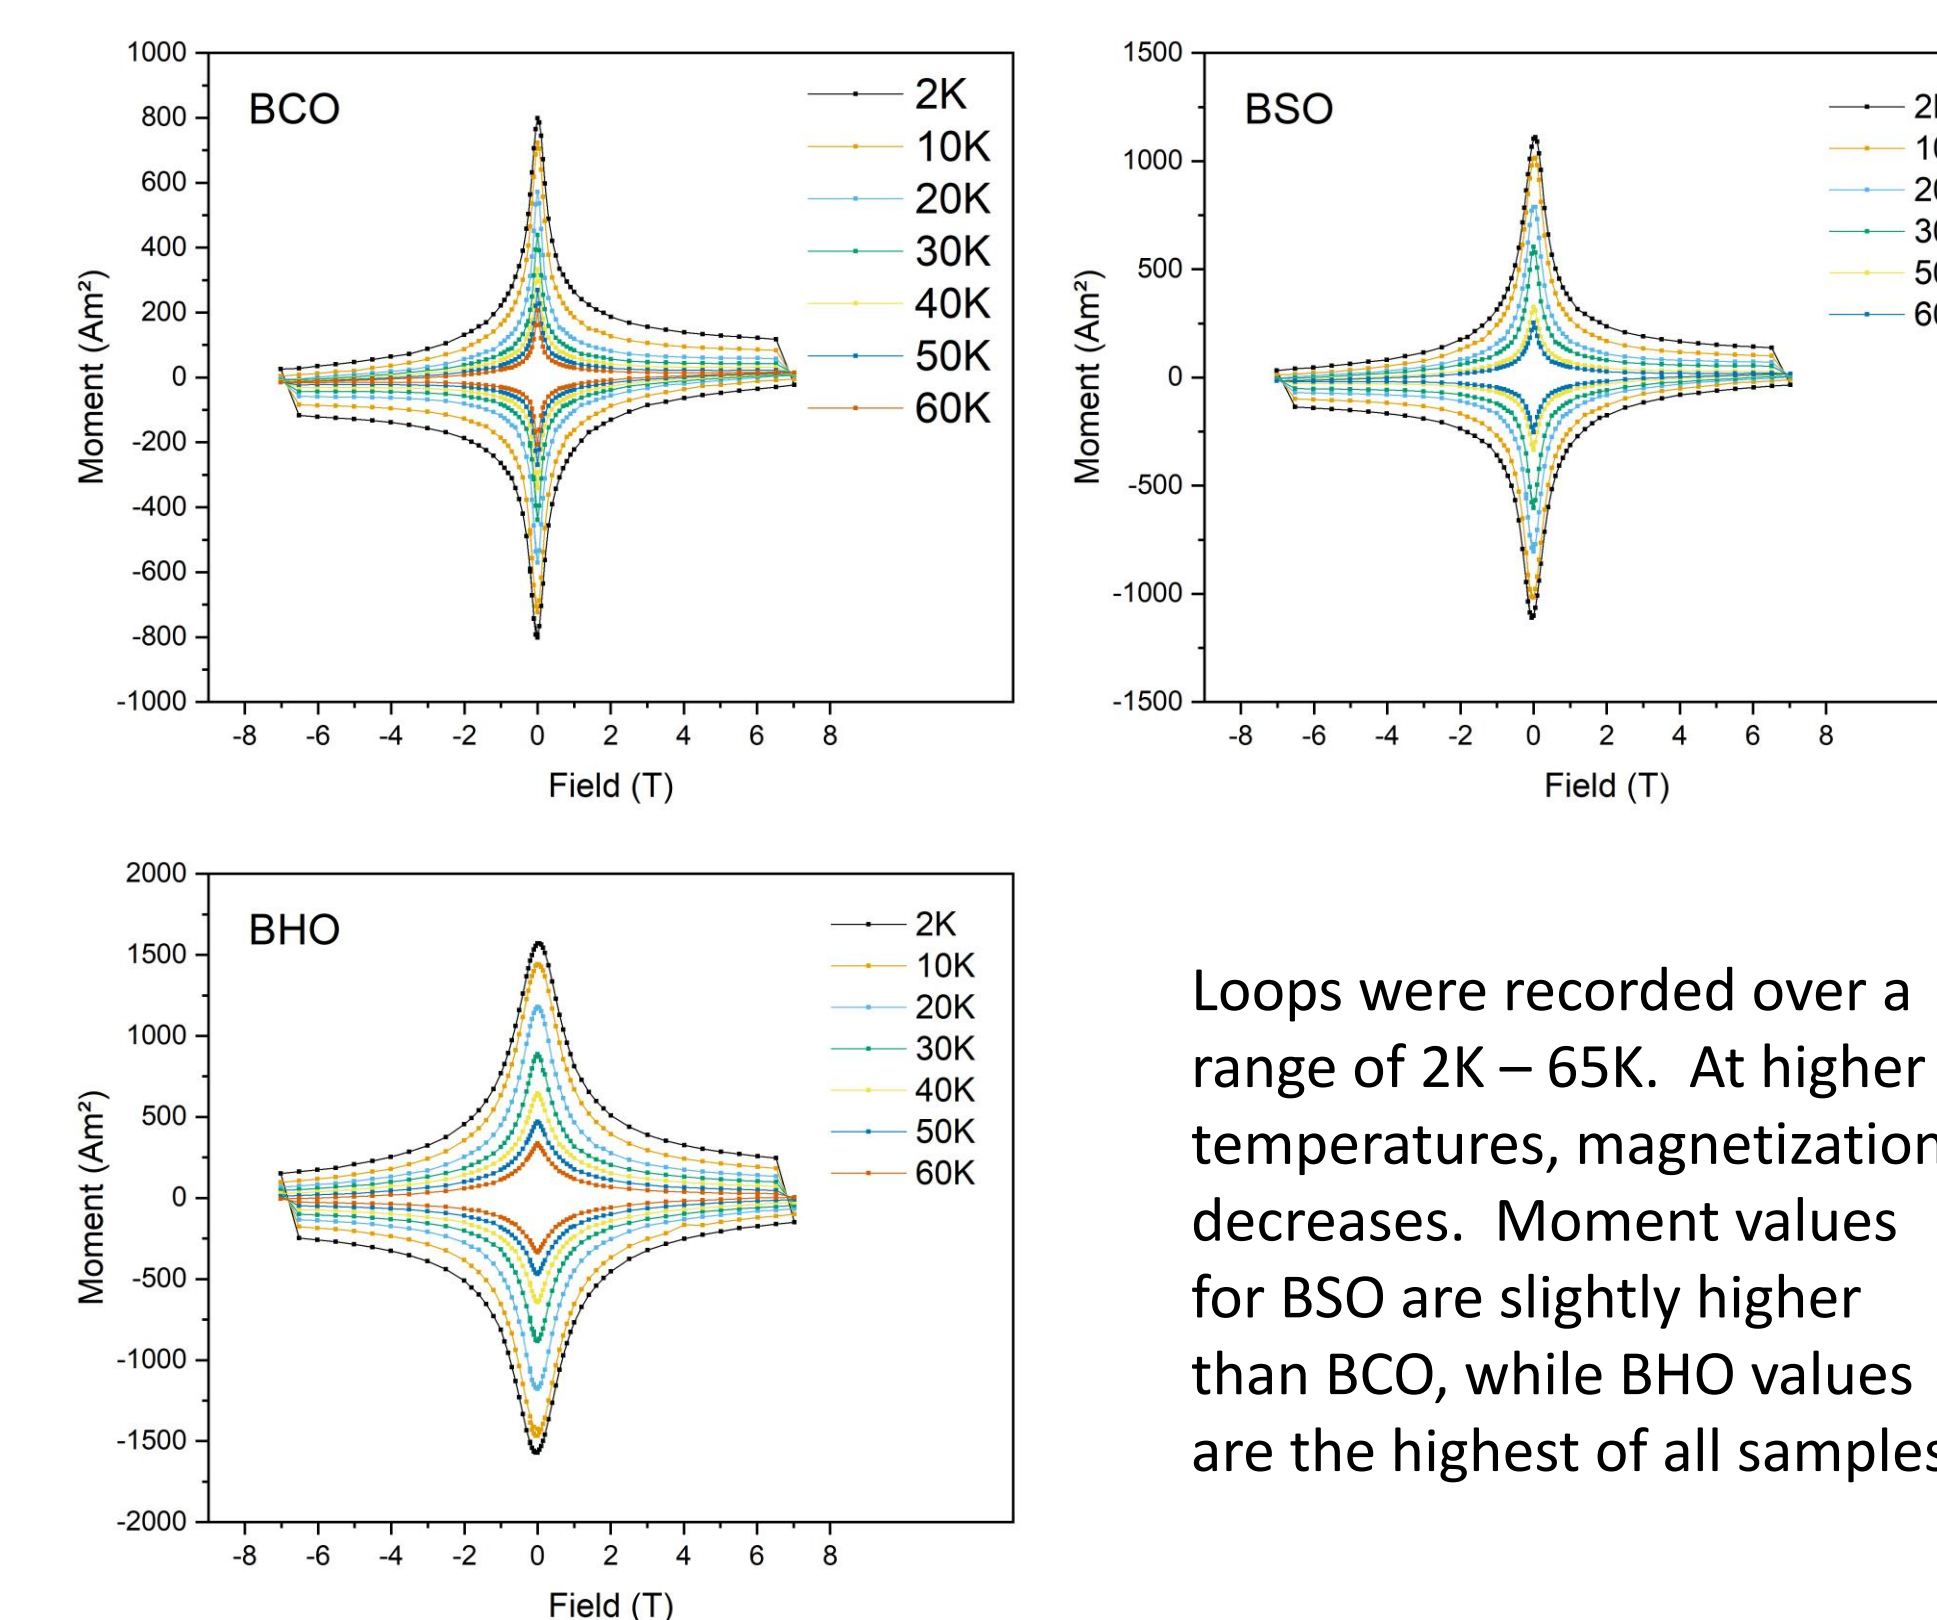 BCO
1000
800
600
400
200
0
-200
-400
-600
-800
-1000
Moment (Am²)
-8 -6 -4 -2 0 2 4 6 8
Field (T)
2K
10K
20K
30K
40K
50K
60K
BSO
1500
1000
500
0
-500
-1000
-1500
Moment (Am²)
-8 -6 -4 -2 0 2 4 6 8
Field (T)
BHO
2000
1500
1000
500
0
-500
-1000
-1500
-2000
Moment (Am²)
-8 -6 -4 -2 0 2 4 6 8
Field (T)
2K
10K
20K
30K
40K
50K
60K
Loops were recorded over a
range of 2K – 65K. At higher
temperatures, magnetization
decreases. Moment values
for BSO are slightly higher
than BCO, while BHO values
are the highest of all samples